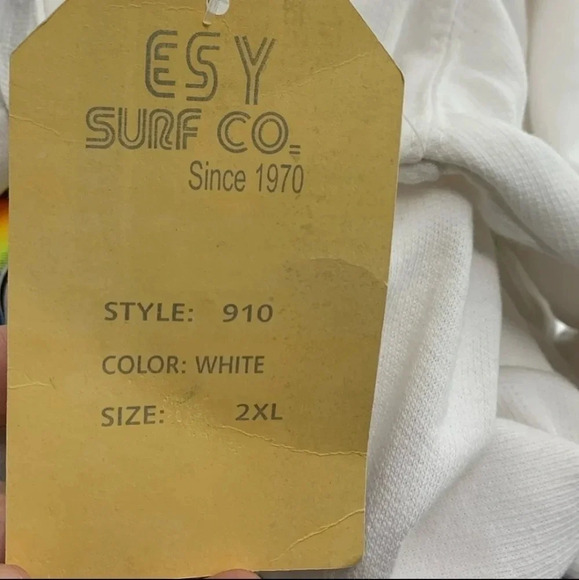 ESY
SURF CO.
Since 1970
STYLE: 910
COLOR: WHITE
SIZE: 2XL